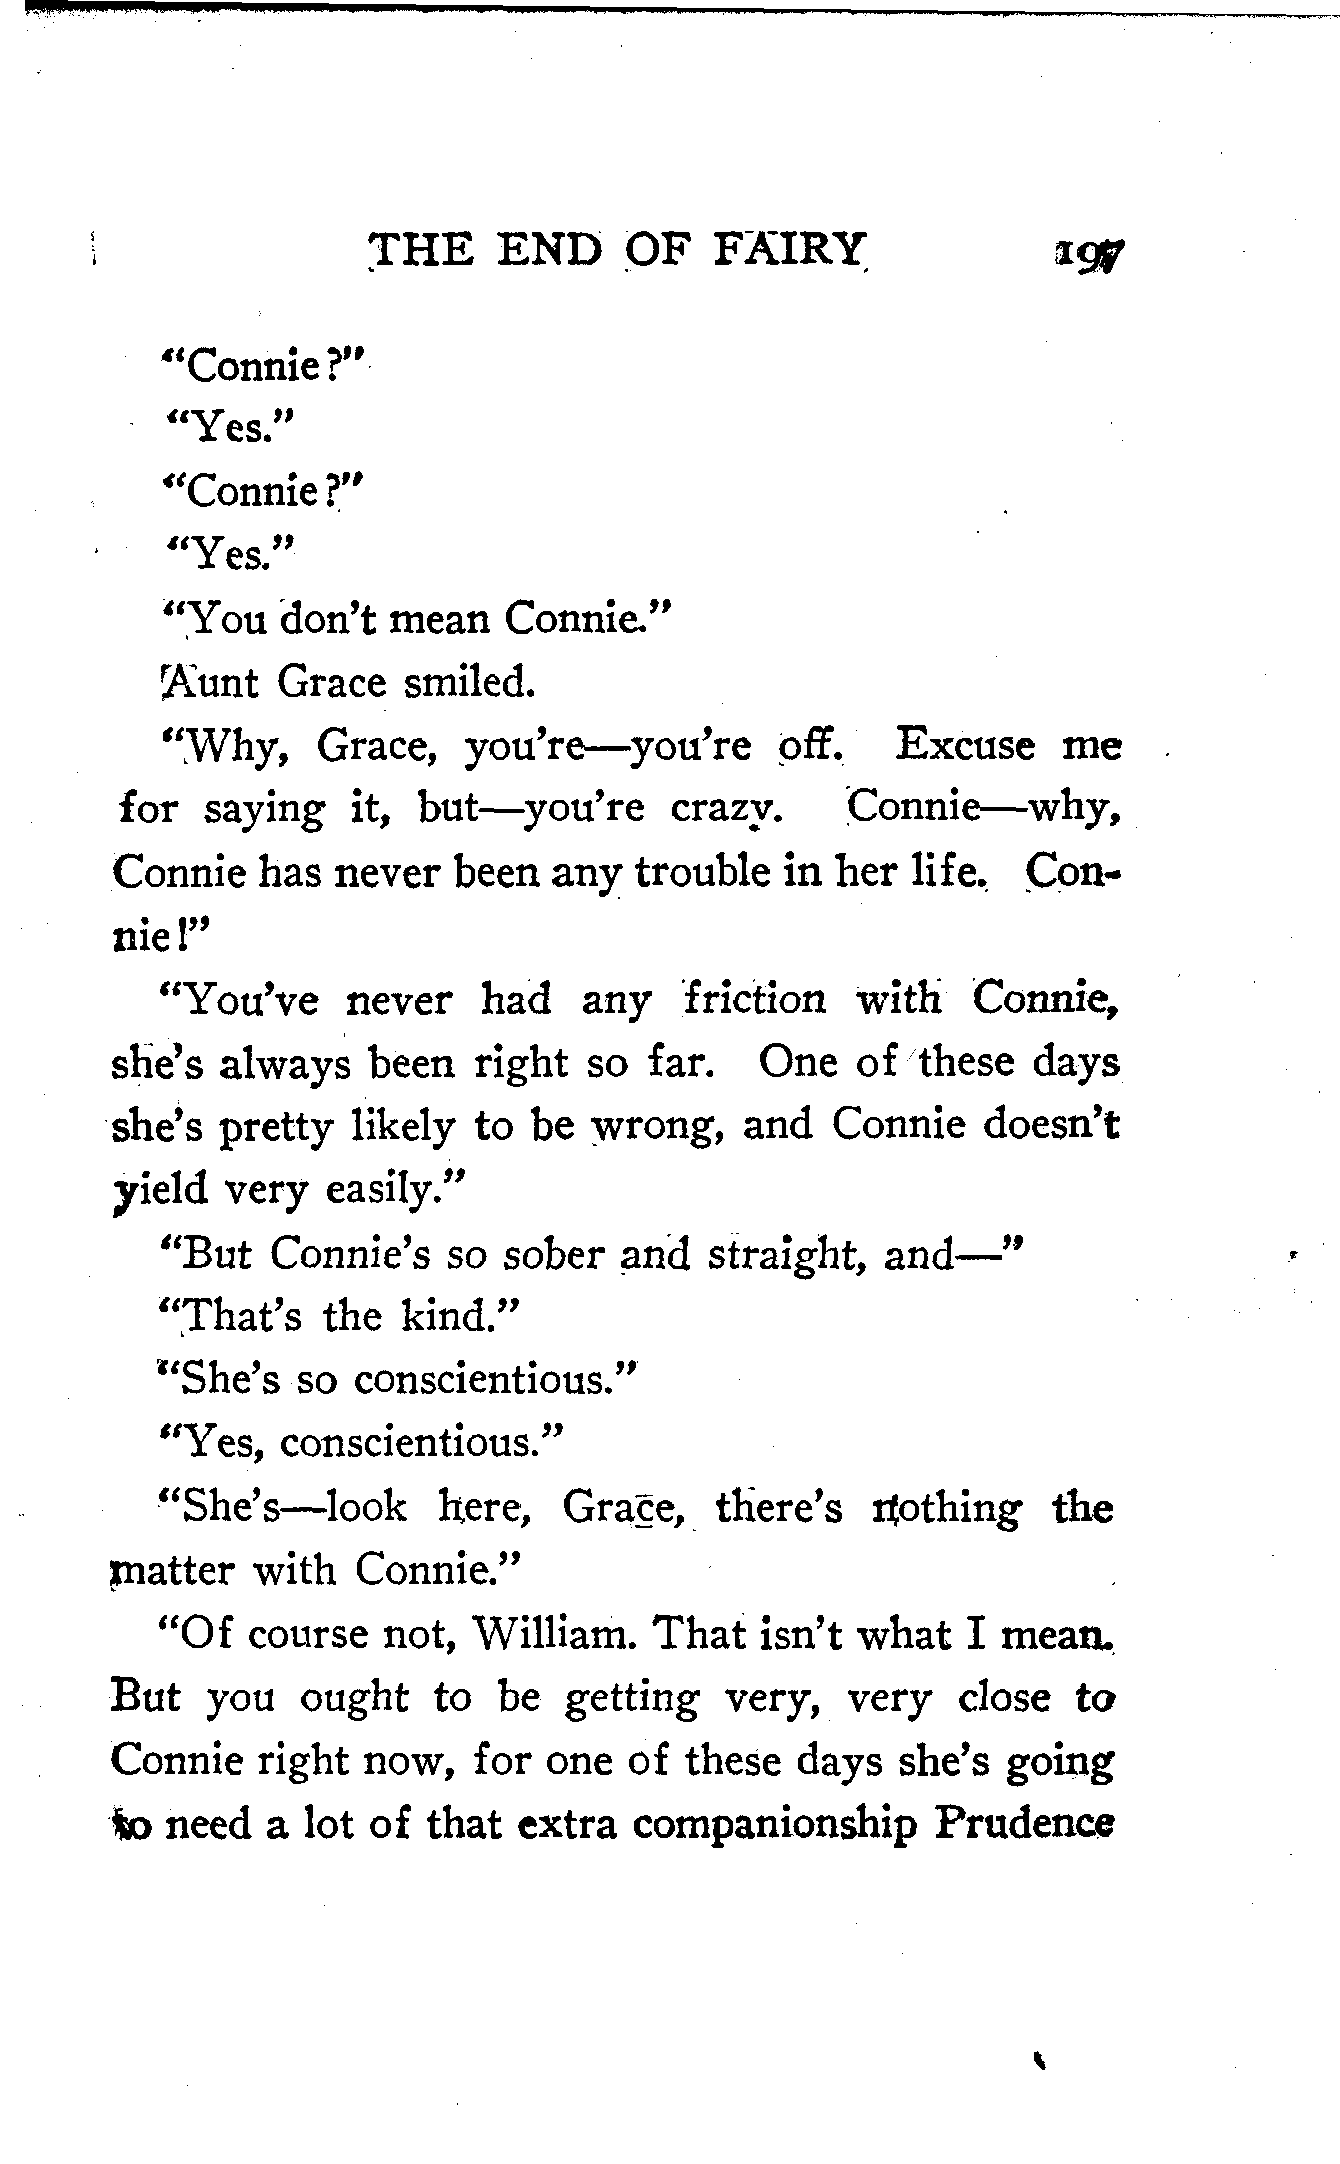 THE END OF FAIRY 197
"Connie?"
"Yes."
"Connie?"
"Yes."
"You don't mean Connie."
Aunt Grace smiled.
"Why, Grace, you're—you're off. Excuse me
for saying it, but—you're crazy. Connie—why,
Connie has never been any trouble in her life. Con-
nie!"
"You've never had any friction with Connie,
she's always been right so far. One of these days
she's pretty likely to be wrong, and Connie doesn't
yield very easily."
"But Connie's so sober and straight, and—"
"That's the kind."
"She's so conscientious."
"Yes, conscientious."
"She's—look here, Grace, there's nothing the
matter with Connie."
"Of course not, William. That isn't what I mean.
But you ought to be getting very, very close to
Connie right now, for one of these days she's going
to need a lot of that extra companionship Prudence